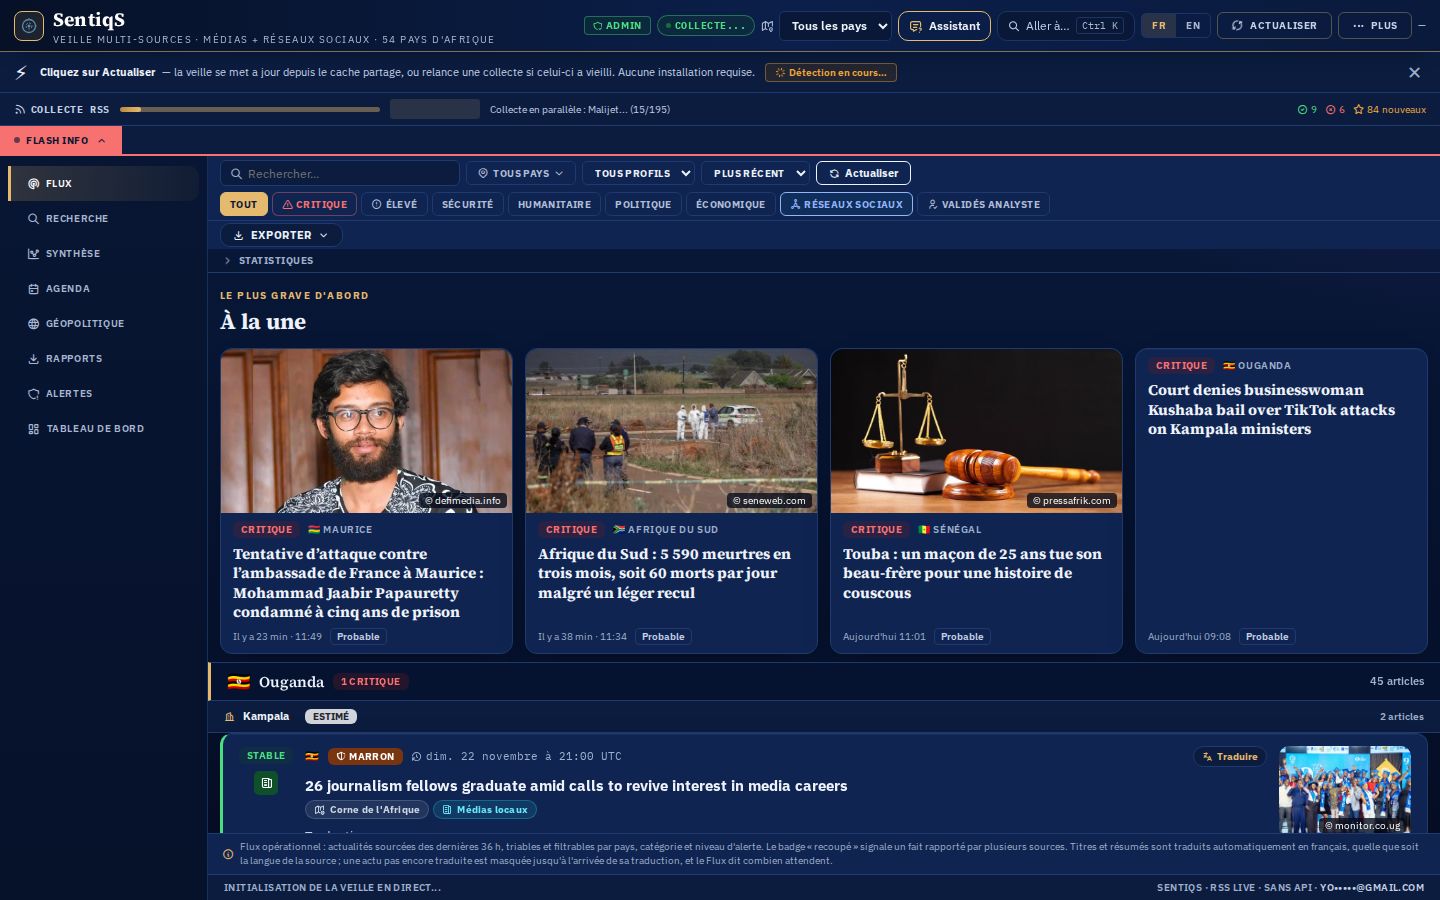 SentiqS
VEILLE MULTI-SOURCES · MÉDIAS + RÉSEAUX SOCIAUX · 54 PAYS D'AFRIQUE
ADMIN
COLLECTE...
Tous les pays
Assistant
Aller à...
Ctrl K
FR
EN
ACTUALISER
PLUS
Cliquez sur Actualiser — la veille se met a jour depuis le cache partage, ou relance une collecte si celui-ci a vieilli. Aucune installation requise.
Détection en cours...
COLLECTE RSS
Collecte en parallèle : Malijet... (15/195)
9
6
84 nouveaux
FLASH INFO
FLUX
RECHERCHE
SYNTHÈSE
AGENDA
GÉOPOLITIQUE
RAPPORTS
ALERTES
TABLEAU DE BORD
Rechercher...
TOUS PAYS
TOUS PROFILS
PLUS RÉCENT
Actualiser
TOUT
CRITIQUE
ÉLEVÉ
SÉCURITÉ
HUMANITAIRE
POLITIQUE
ÉCONOMIQUE
RÉSEAUX SOCIAUX
VALIDÉS ANALYSTE
EXPORTER
STATISTIQUES
LE PLUS GRAVE D'ABORD
À la une
© defimedia.info
CRITIQUE
MAURICE
Tentative d'attaque contre
l'ambassade de France à Maurice :
Mohammad Jaabir Papauretty
condamné à cinq ans de prison
Il y a 23 min · 11:49
Probable
© seneweb.com
CRITIQUE
AFRIQUE DU SUD
Afrique du Sud : 5 590 meurtres en
trois mois, soit 60 morts par jour
malgré un léger recul
Il y a 38 min · 11:34
Probable
© pressafrik.com
CRITIQUE
SÉNÉGAL
Touba : un maçon de 25 ans tue son
beau-frère pour une histoire de
couscous
Aujourd'hui 11:01
Probable
CRITIQUE
OUGANDA
Court denies businesswoman
Kushaba bail over TikTok attacks
on Kampala ministers
Aujourd'hui 09:08
Probable
Ouganda
1 CRITIQUE
45 articles
Kampala
ESTIMÉ
2 articles
STABLE
MARRON
dim. 22 novembre à 21:00 UTC
Traduire
26 journalism fellows graduate amid calls to revive interest in media careers
Corne de l'Afrique
Médias locaux
© monitor.co.ug
Flux opérationnel : actualités sourcées des dernières 36 h, triables et filtrables par pays, catégorie et niveau d'alerte. Le badge « recoupé » signale un fait rapporté par plusieurs sources. Titres et résumés sont traduits automatiquement en français, quelle que soit
la langue de la source ; une actu pas encore traduite est masquée jusqu'à l'arrivée de sa traduction, et le Flux dit combien attendent.
INITIALISATION DE LA VEILLE EN DIRECT...
SENTIQS · RSS LIVE · SANS API · YO•••••@GMAIL.COM